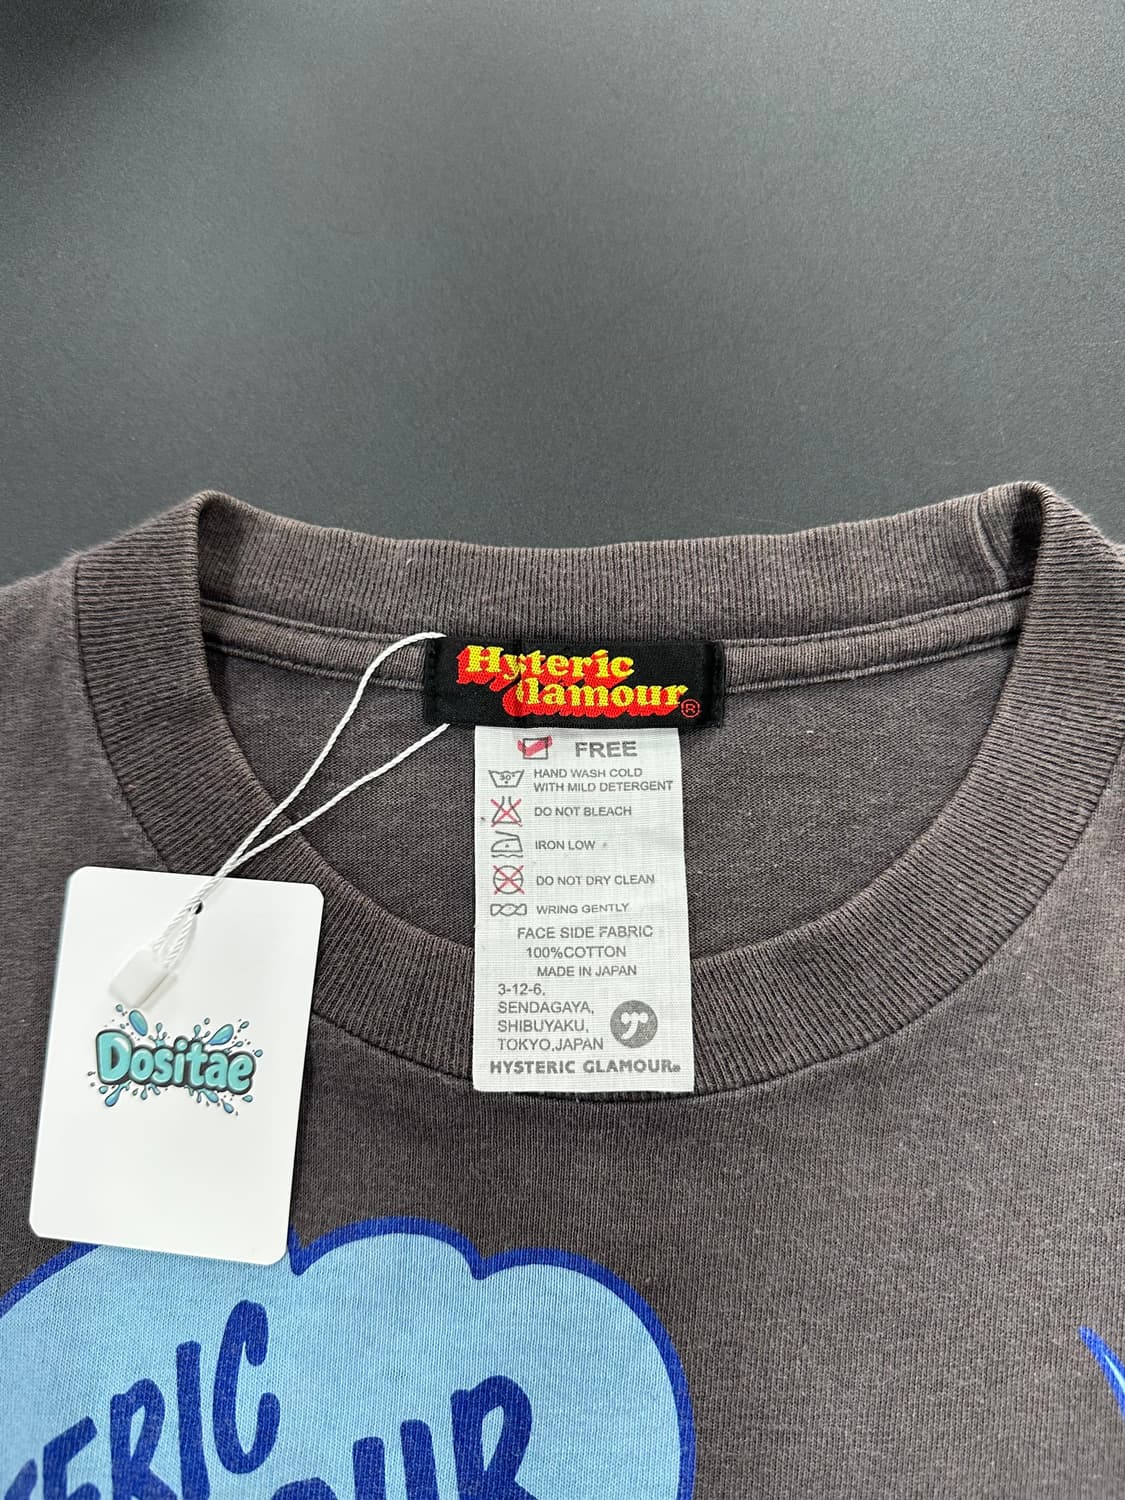 Hysteric
Glamour®
FREE
30°
HAND WASH COLD
WITH MILD DETERGENT
DO NOT BLEACH
IRON LOW
DO NOT DRY CLEAN
WRING GENTLY
FACE SIDE FABRIC
100%COTTON
MADE IN JAPAN
3-12-6,
SENDAGAYA,
SHIBUYAKU,
TOKYO,JAPAN
HYSTERIC GLAMOUR®
Dositae
TERIC
OUR